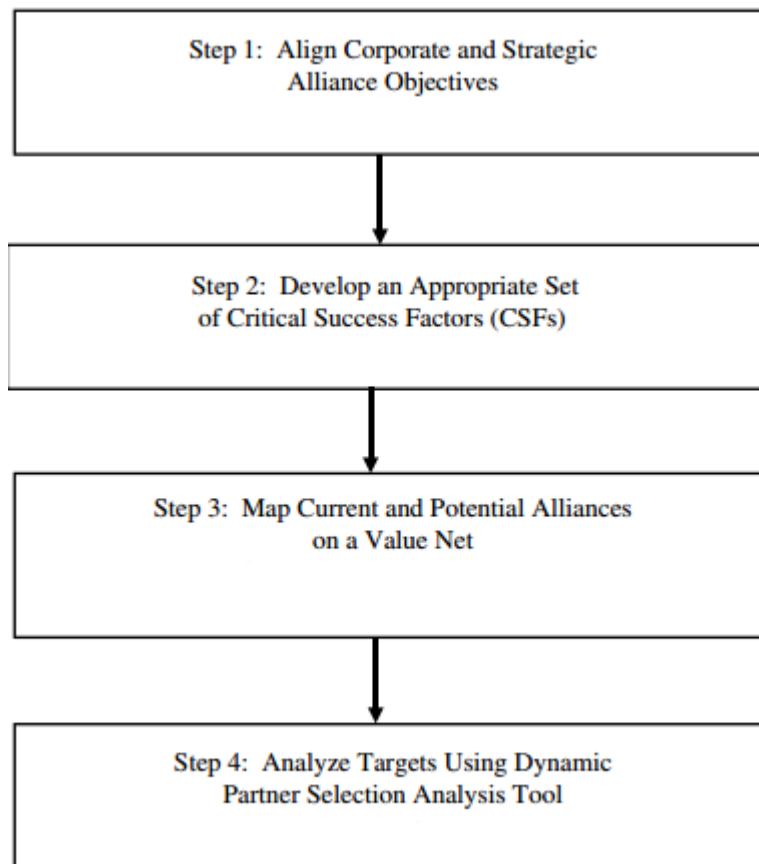 Step 1: Align Corporate and Strategic
Alliance Objectives
Step 2: Develop an Appropriate Set
of Critical Success Factors (CSFs)
Step 3: Map Current and Potential Alliances
on a Value Net
Step 4: Analyze Targets Using Dynamic
Partner Selection Analysis Tool